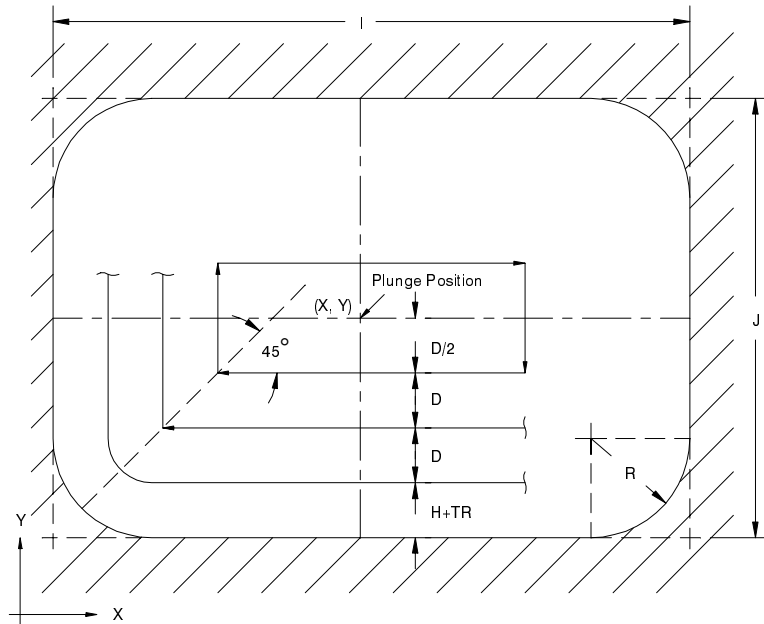 I
Plunge Position
(X, Y)
J
45°
D/2
D
D
R
H+TR
Y
X